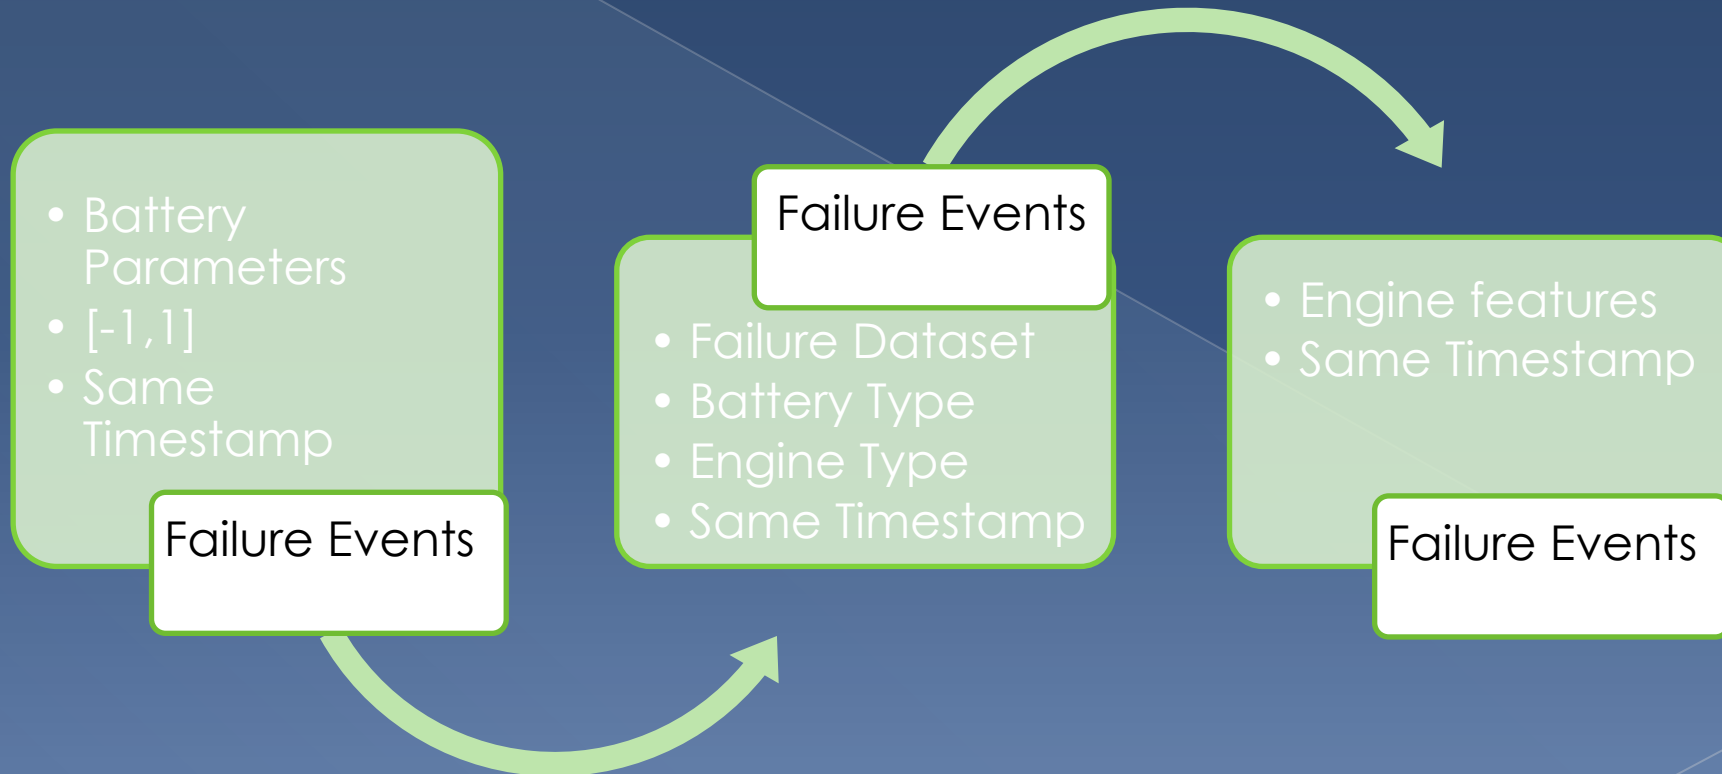 • Battery
Parameters
• [-1,1]
• Same
Timestamp
Failure Events
Failure Events
• Failure Dataset
• Battery Type
• Engine Type
• Same Timestamp
• Engine features
• Same Timestamp
Failure Events